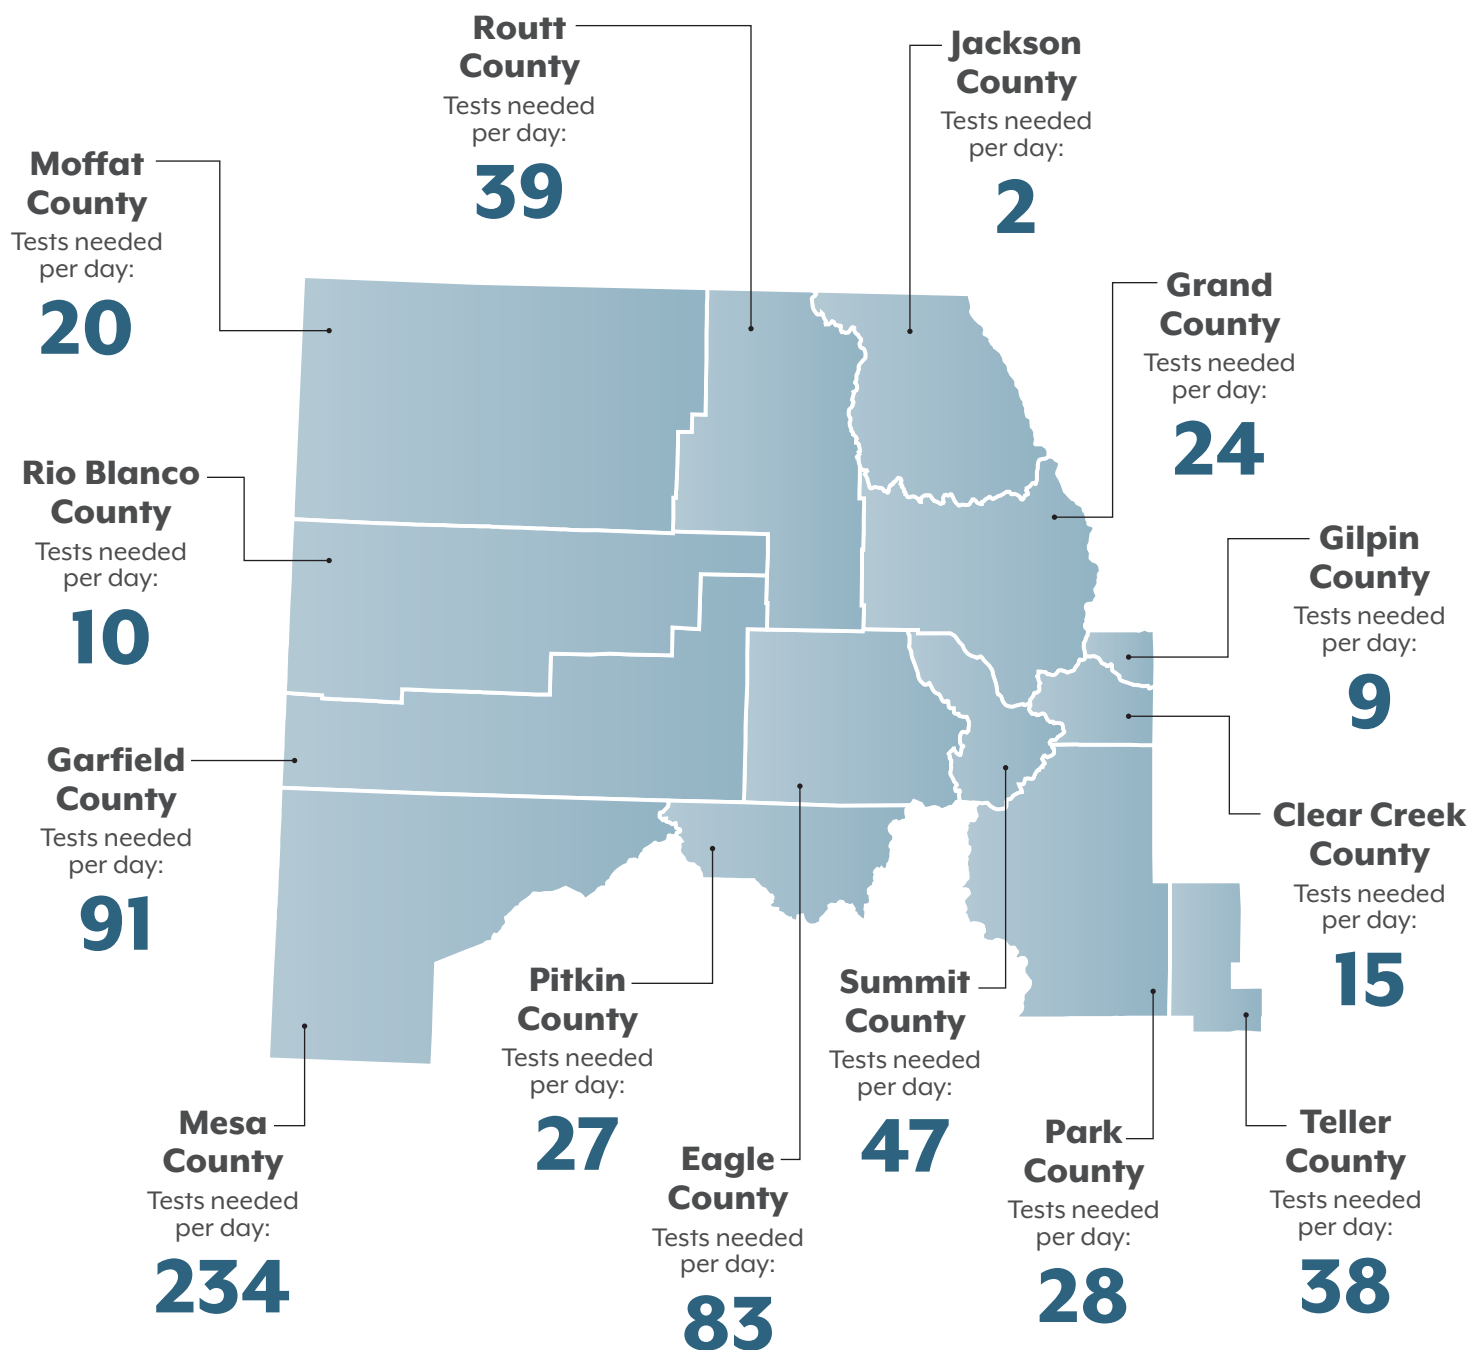 Routt
County
Tests needed
per day:
39
Jackson
County
Tests needed
per day:
2
Moffat
County
Tests needed
per day:
20
Grand
County
Tests needed
per day:
24
Rio Blanco
County
Tests needed
per day:
10
Gilpin
County
Tests needed
per day:
9
Garfield
County
Tests needed
per day:
91
Clear Creek
County
Tests needed
per day:
15
Pitkin
County
Tests needed
per day:
27
Summit
County
Tests needed
per day:
47
Mesa
County
Tests needed
per day:
234
Eagle
County
Tests needed
per day:
83
Park
County
Tests needed
per day:
28
Teller
County
Tests needed
per day:
38